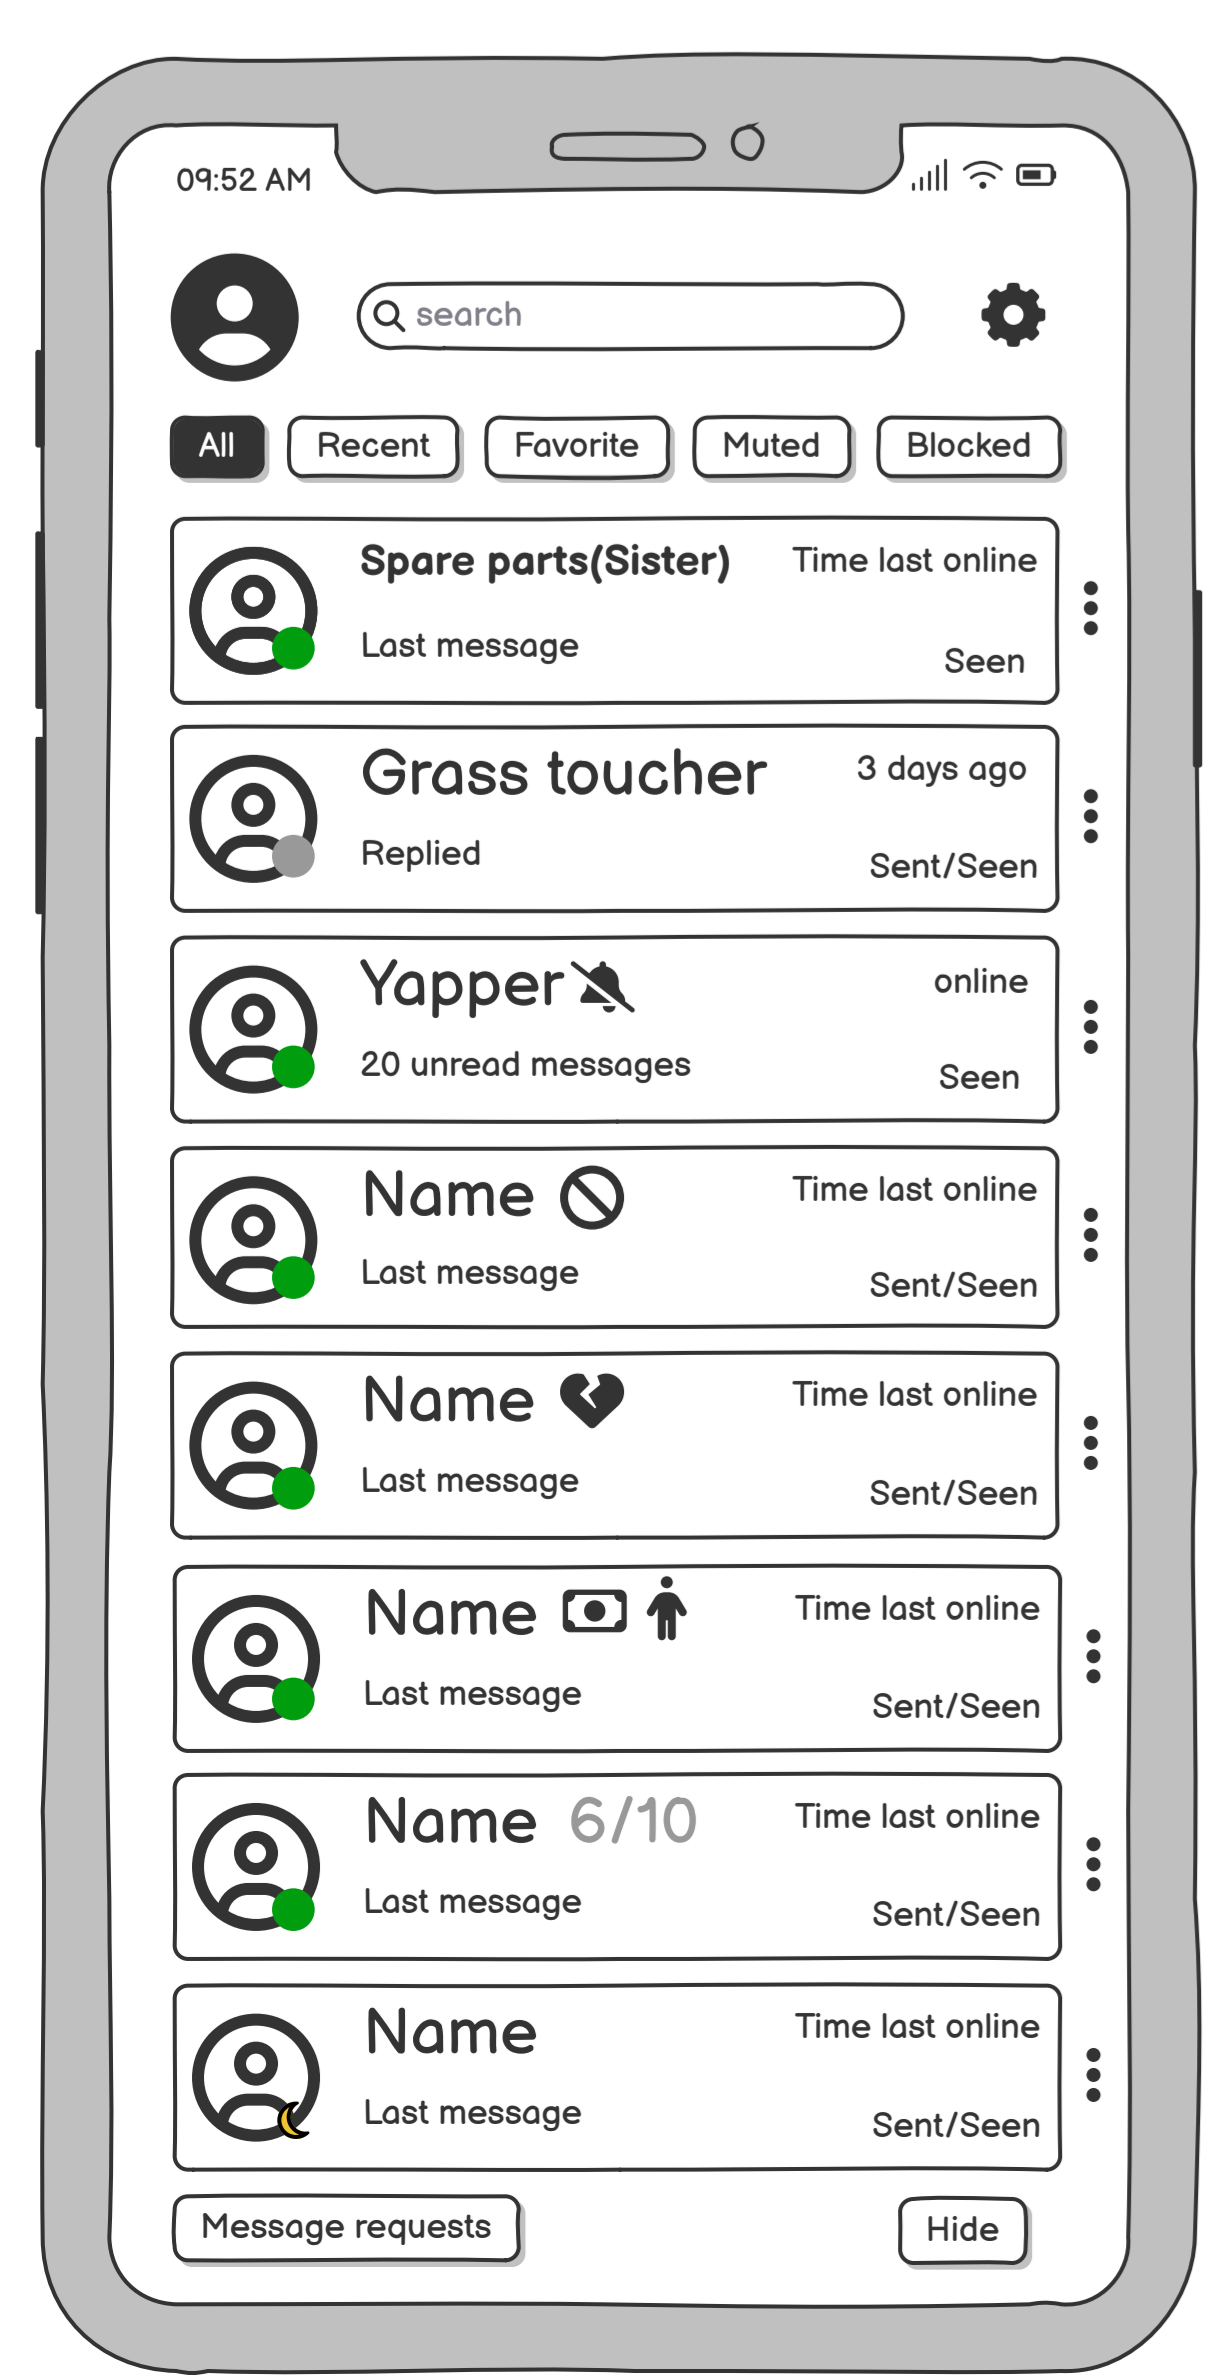 09:52 AM
search
All Recent Favorite Muted Blocked
Spare parts(Sister) Time last online
Last message Seen
Grass toucher 3 days ago
Replied Sent/Seen
Yapper online
20 unread messages Seen
Name Time last online
Last message Sent/Seen
Name Time last online
Last message Sent/Seen
Name Time last online
Last message Sent/Seen
Name 6/10 Time last online
Last message Sent/Seen
Name Time last online
Last message Sent/Seen
Message requests Hide